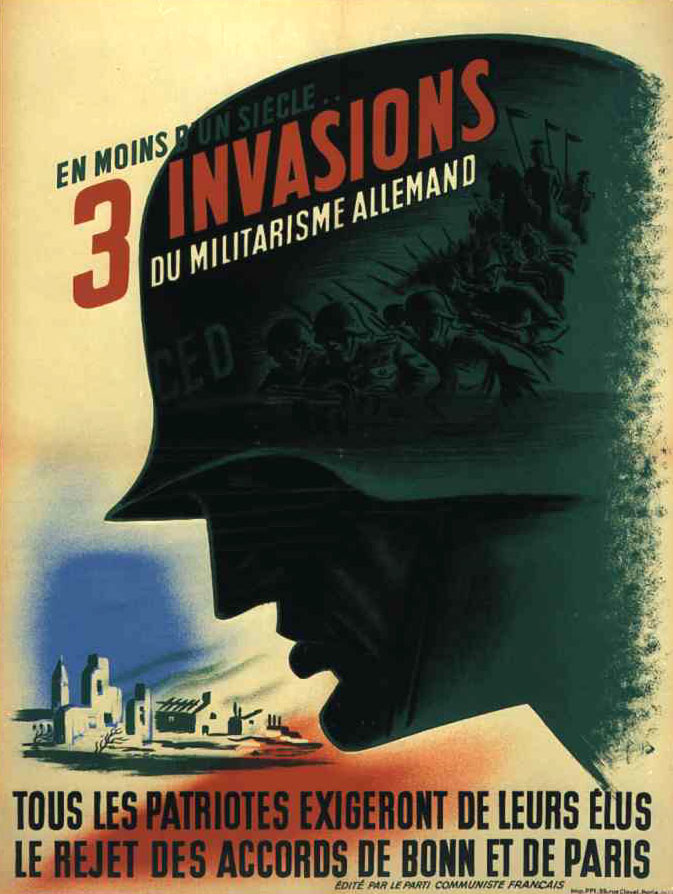 EN MOINS D'UN SIÈCLE..
3 INVASIONS
DU MILITARISME ALLEMAND
CED
TOUS LES PATRIOTES EXIGERONT DE LEURS ÉLUS
LE REJET DES ACCORDS DE BONN ET DE PARIS
ÉDITÉ PAR LE PARTI COMMUNISTE FRANÇAIS